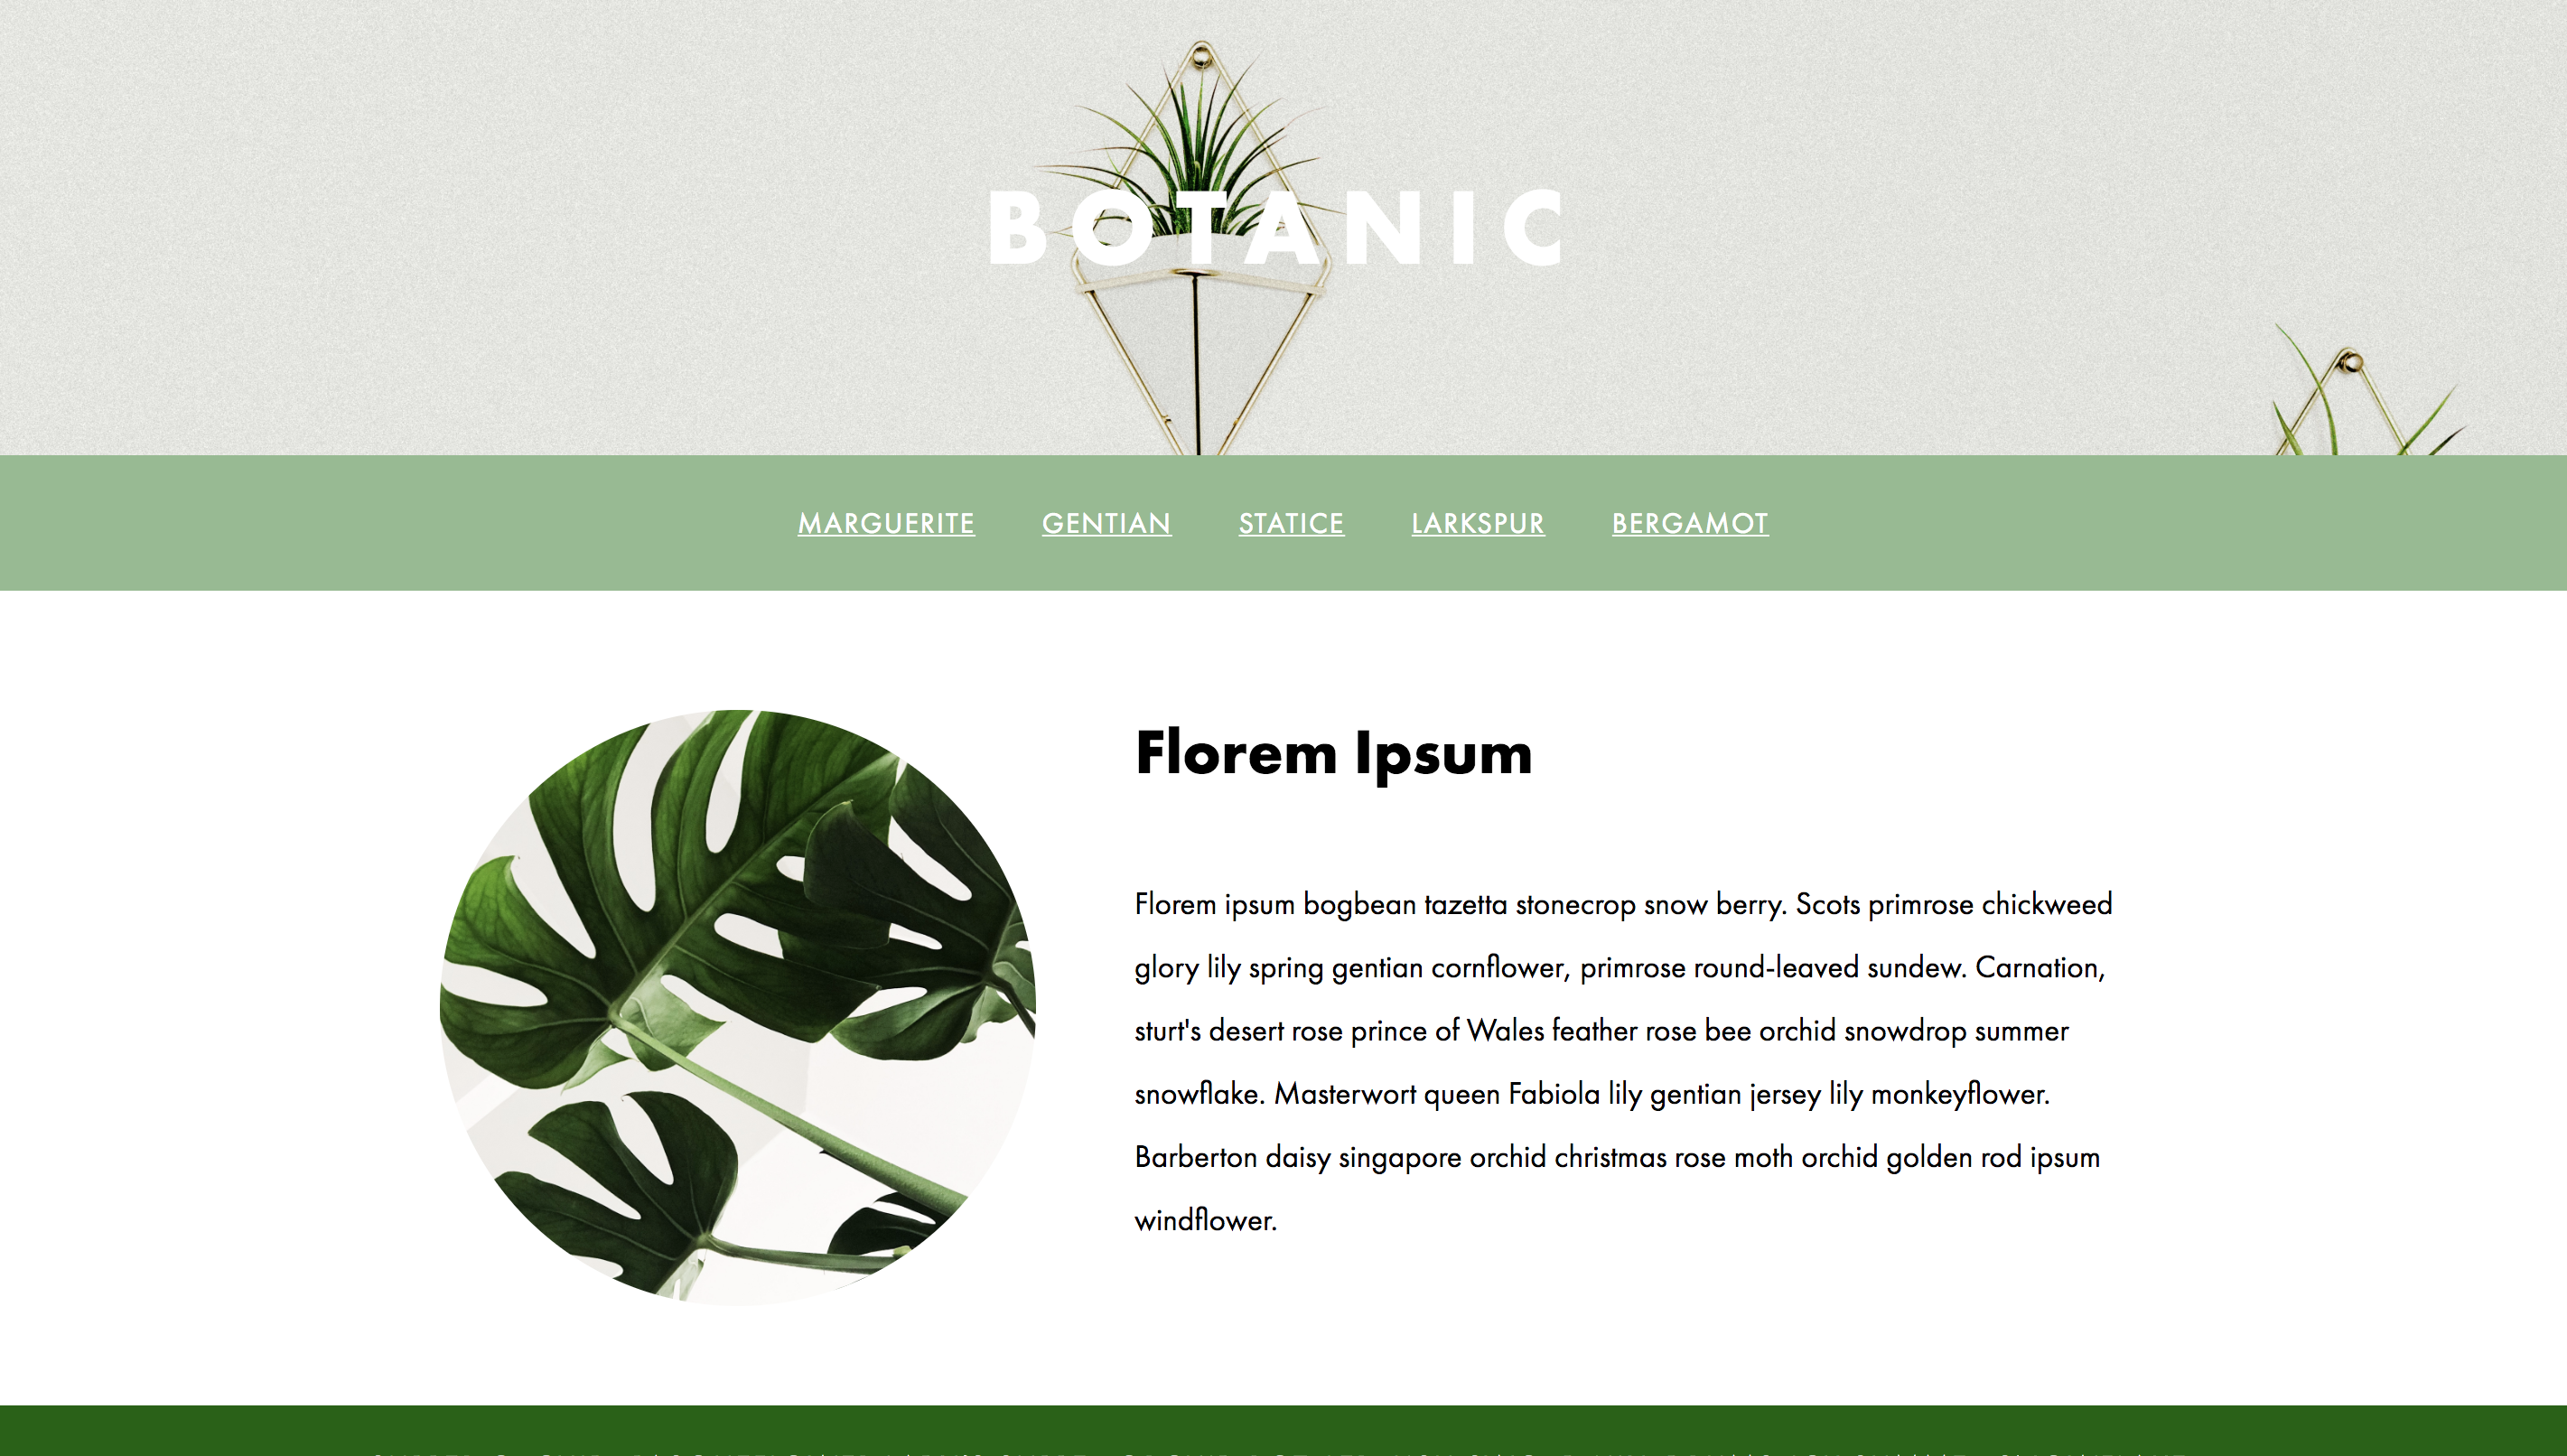 BOTANIC
MARGUERITE GENTIAN STATICE LARKSPUR BERGAMOT
Florem Ipsum
Florem ipsum bogbean tazetta stonecrop snow berry. Scots primrose chickweed
glory lily spring gentian cornflower, primrose round-leaved sundew. Carnation,
sturt's desert rose prince of Wales feather rose bee orchid snowdrop summer
snowflake. Masterwort queen Fabiola lily gentian jersey lily monkeyflower.
Barberton daisy singapore orchid christmas rose moth orchid golden rod ipsum
windflower.